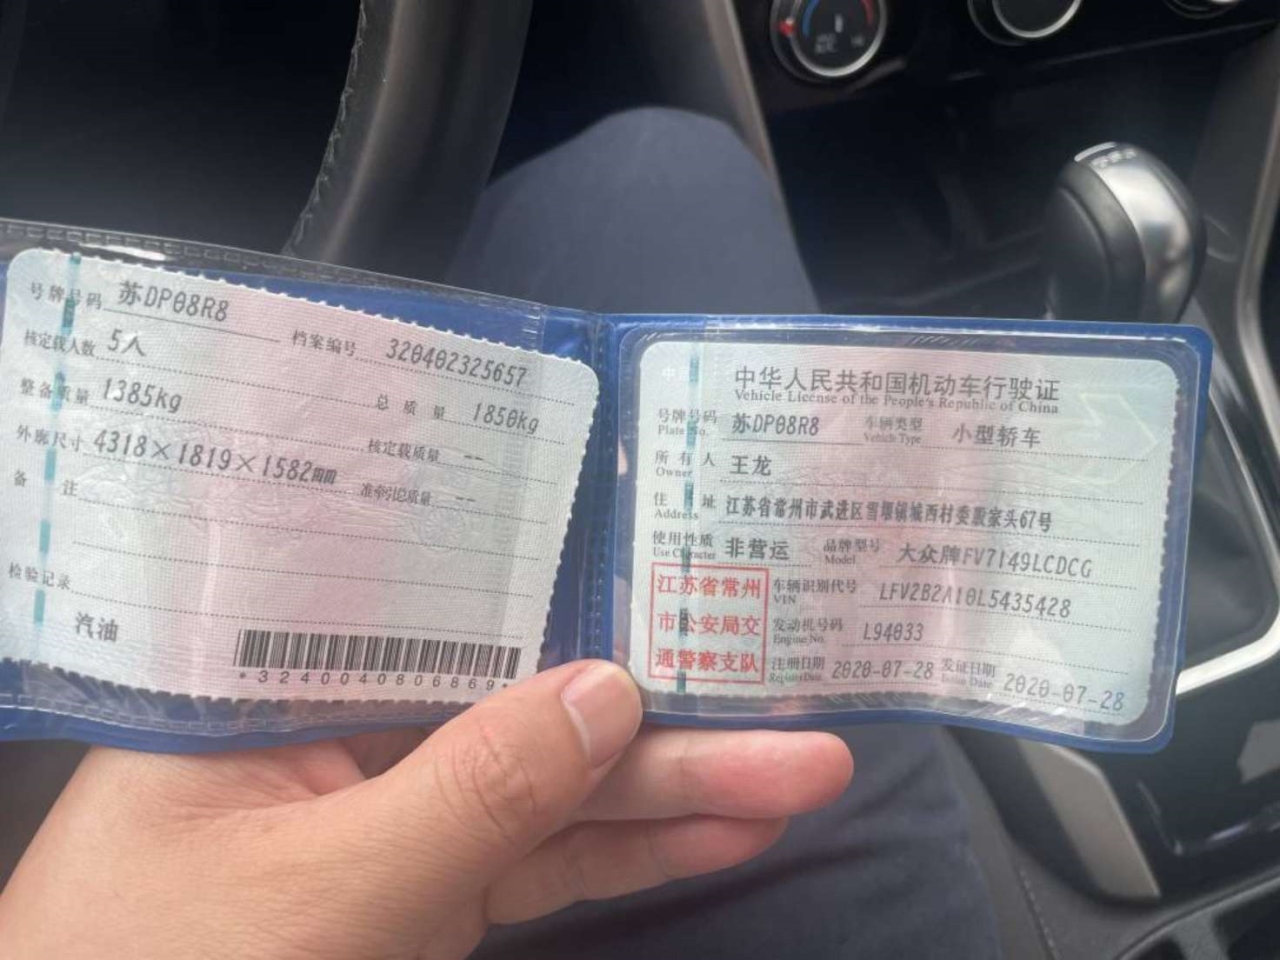 号牌号码 苏DP08R8
档案编号 320402325657
核定载人数 5人
总质量 1850kg
整备质量 1385kg
核定载质量 --
外廓尺寸 4318×1819×1582mm
准牵引总质量 --
备注
检验记录
汽油
*3240040806869*
中华人民共和国机动车行驶证
Vehicle License of the People's Republic of China
号牌号码 苏DP08R8 车辆类型 小型轿车
Plate No. Vehicle Type
所有人 王龙
Owner
住址 江苏省常州市武进区雪堰镇城西村委殷家头67号
Address
使用性质 非营运 品牌型号 大众牌FV7149LCDCG
Use Character Model
江苏省常州
市公安局交
通警察支队
车辆识别代号 LFV2B2A10L5435428
VIN
发动机号码 L94033
Engine No.
注册日期 2020-07-28 发证日期 2020-07-28
Register Date Issue Date